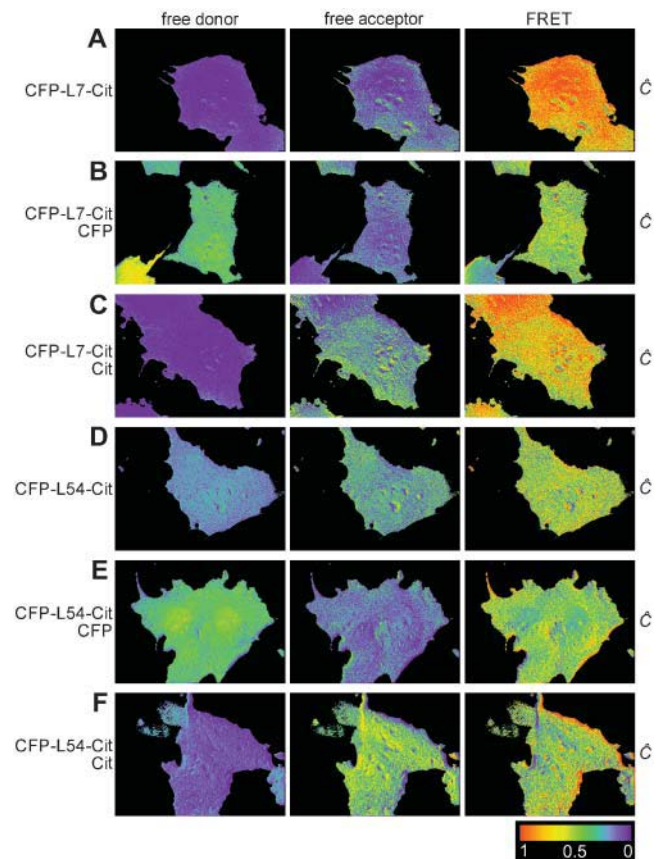 free donor free acceptor FRET
A
CFP-L7-Cit
Ĉ
B
CFP-L7-Cit
CFP
Ĉ
C
CFP-L7-Cit
Cit
Ĉ
D
CFP-L54-Cit
Ĉ
E
CFP-L54-Cit
CFP
Ĉ
F
CFP-L54-Cit
Cit
Ĉ
1 0.5 0